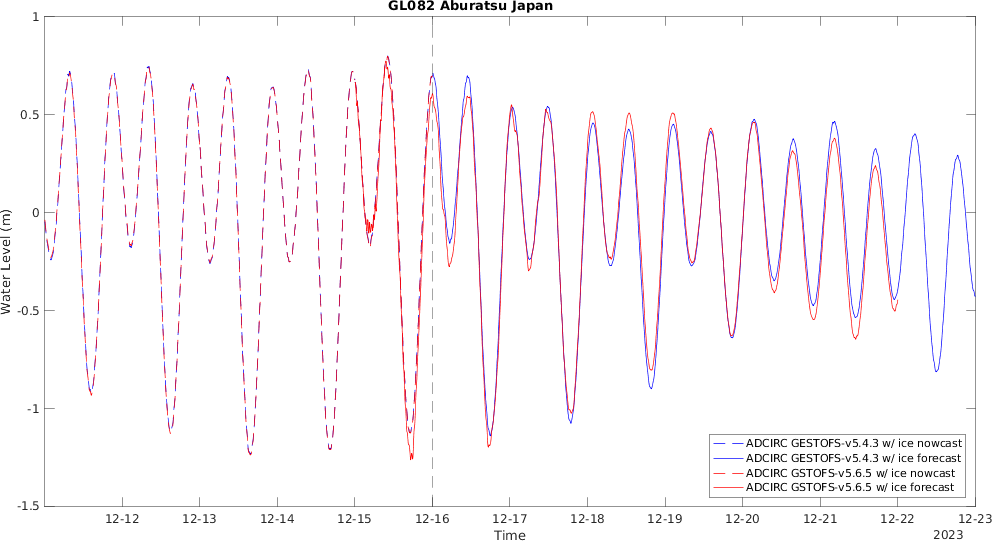 GL082 Aburatsu Japan
1
0.5
0
-0.5
-1
-1.5
Water Level (m)
12-12 12-13 12-14 12-15 12-16 12-17 12-18 12-19 12-20 12-21 12-22 12-23
Time
2023
ADCIRC GESTOFS-v5.4.3 w/ ice nowcast
ADCIRC GESTOFS-v5.4.3 w/ ice forecast
ADCIRC GSTOFS-v5.6.5 w/ ice nowcast
ADCIRC GSTOFS-v5.6.5 w/ ice forecast